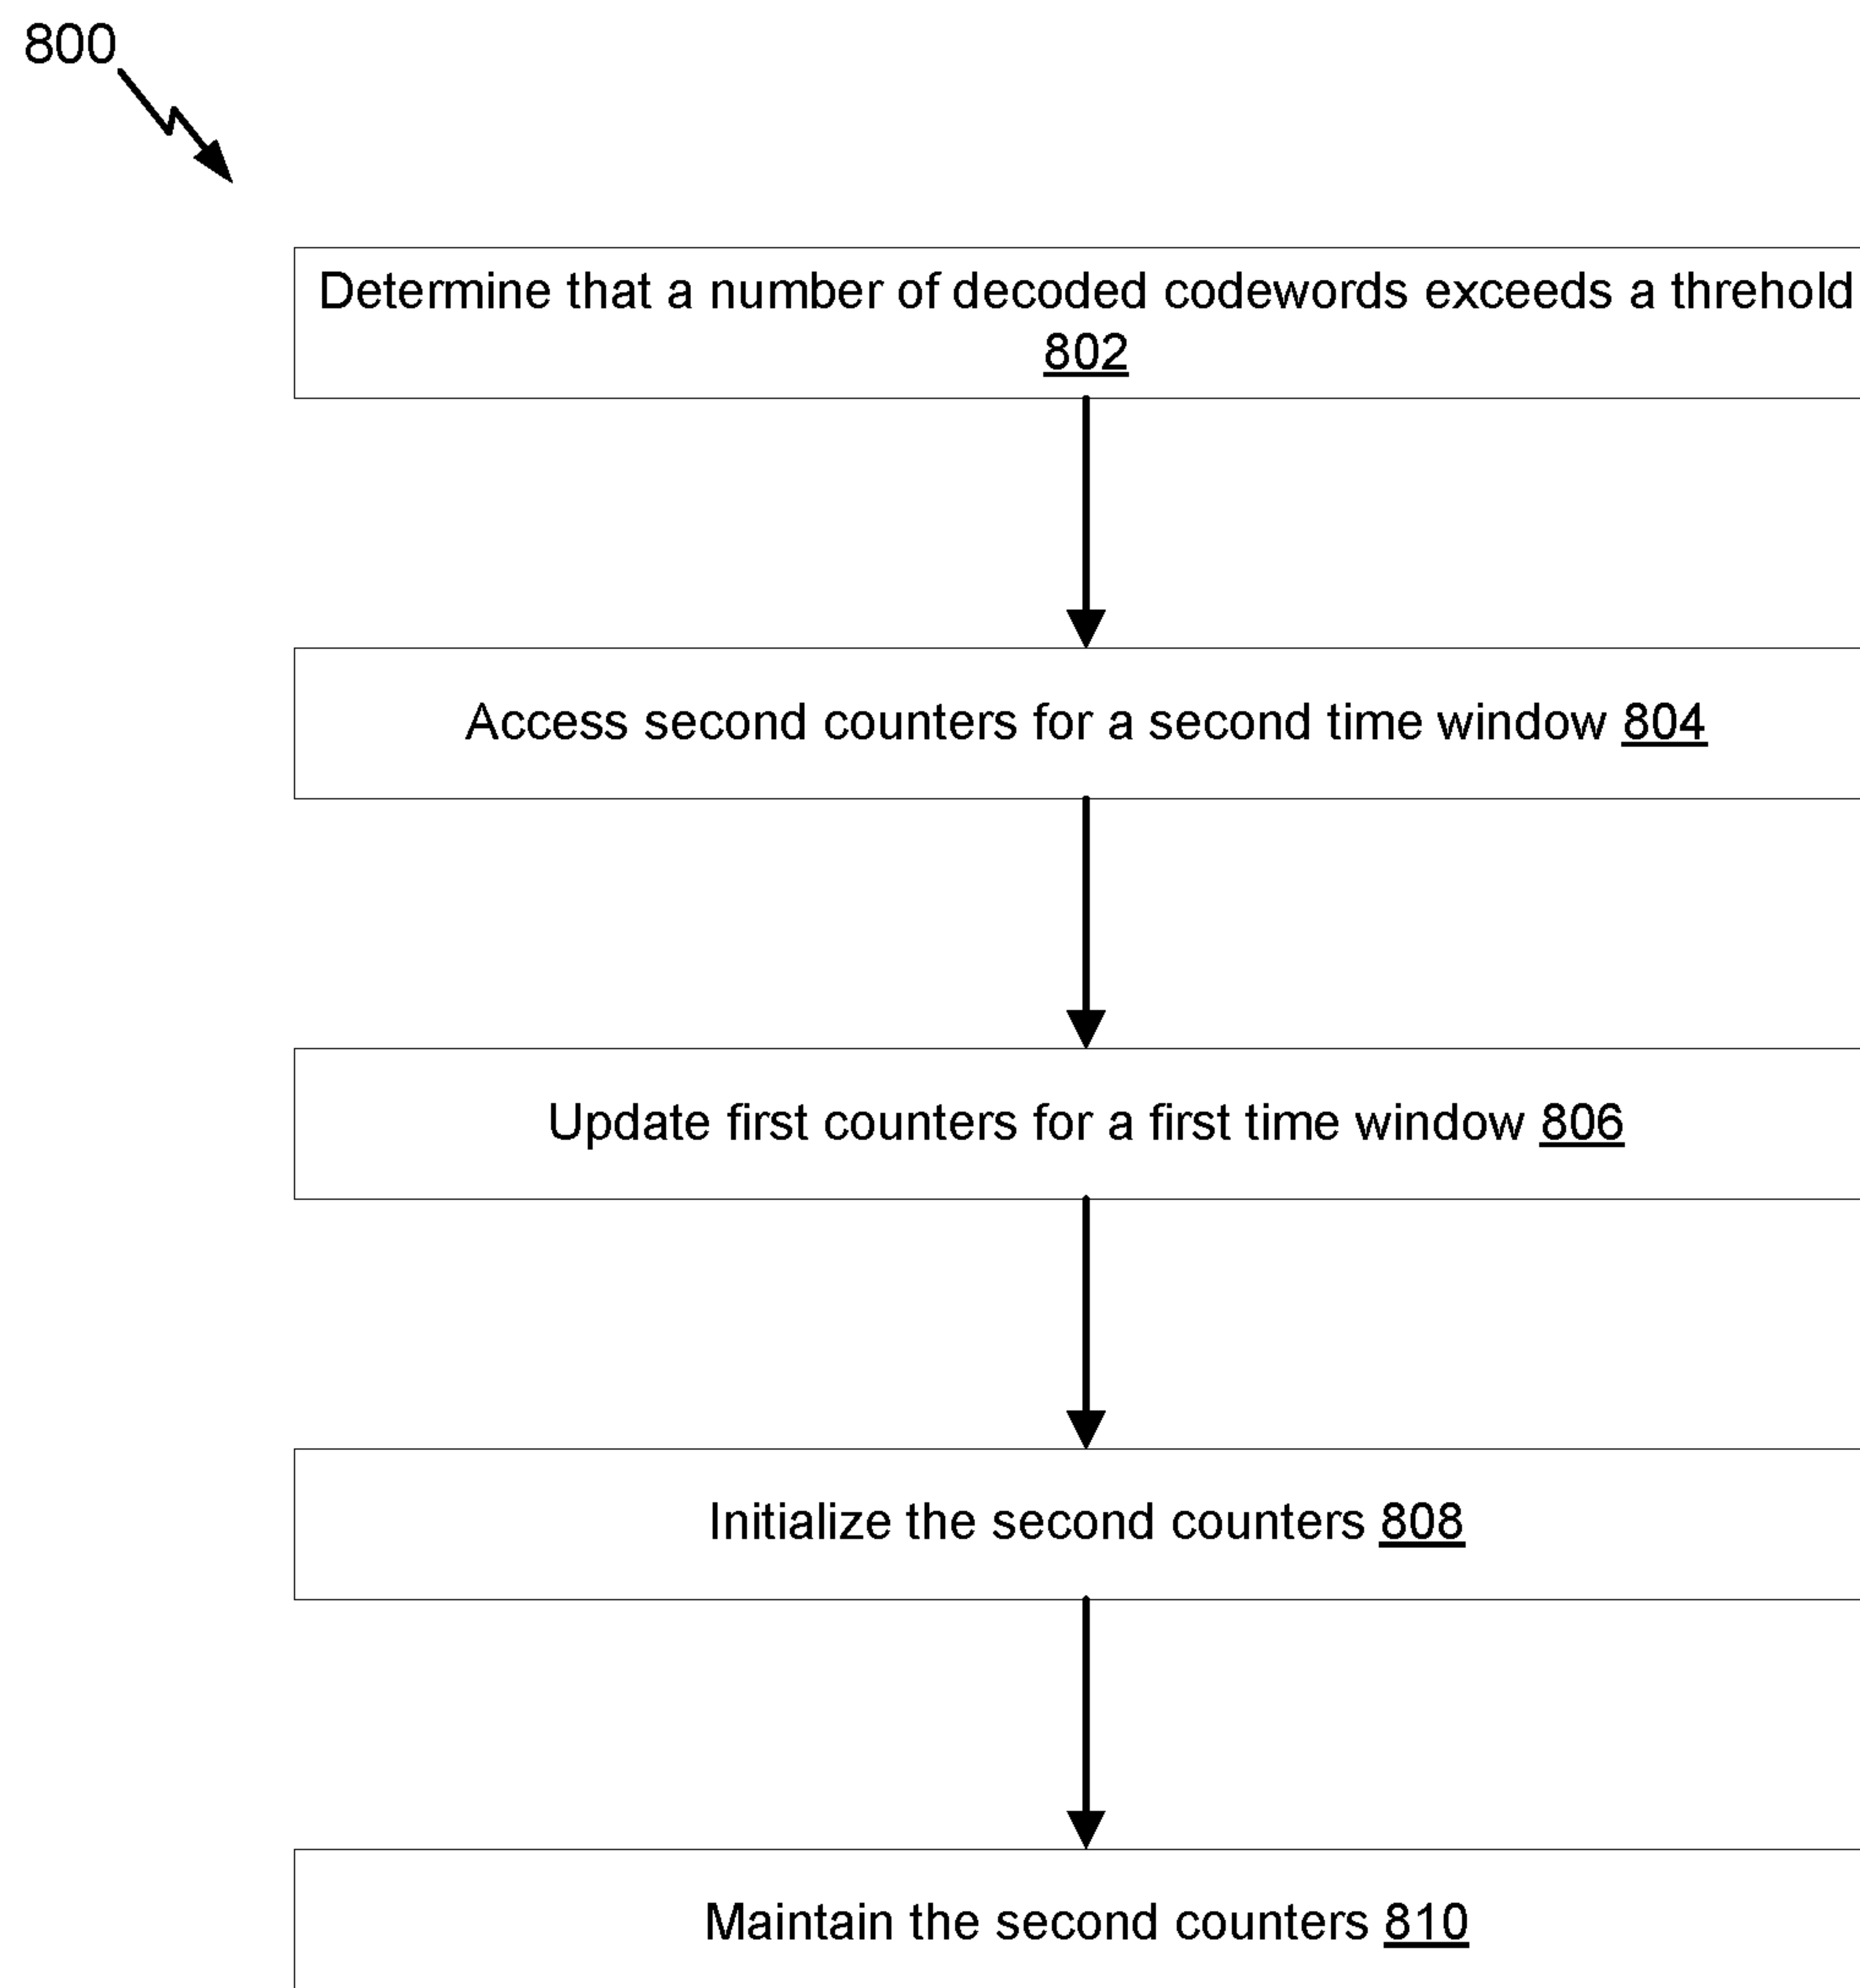 800
Determine that a number of decoded codewords exceeds a threhold
802
Access second counters for a second time window 804
Update first counters for a first time window 806
Initialize the second counters 808
Maintain the second counters 810